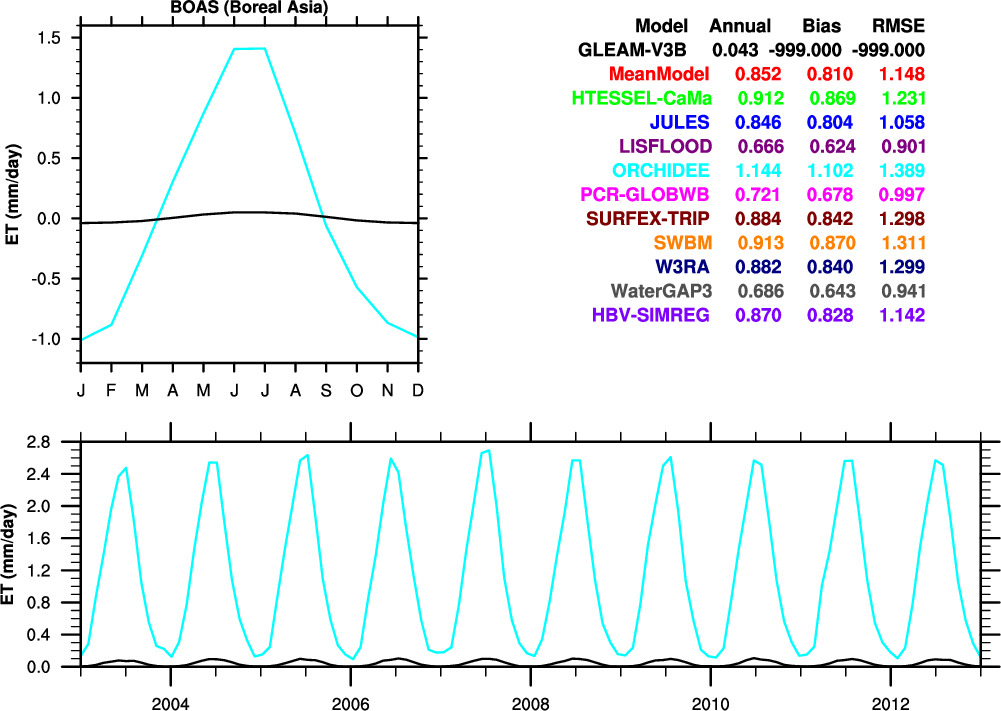 BOAS (Boreal Asia)
1.5
1.0
0.5
0.0
-0.5
-1.0
ET (mm/day)
J F M A M J J A S O N D
Model Annual Bias RMSE
GLEAM-V3B 0.043 -999.000 -999.000
MeanModel 0.852 0.810 1.148
HTESSEL-CaMa 0.912 0.869 1.231
JULES 0.846 0.804 1.058
LISFLOOD 0.666 0.624 0.901
ORCHIDEE 1.144 1.102 1.389
PCR-GLOBWB 0.721 0.678 0.997
SURFEX-TRIP 0.884 0.842 1.298
SWBM 0.913 0.870 1.311
W3RA 0.882 0.840 1.299
WaterGAP3 0.686 0.643 0.941
HBV-SIMREG 0.870 0.828 1.142
2.8
2.4
2.0
1.6
1.2
0.8
0.4
0.0
ET (mm/day)
2004 2006 2008 2010 2012